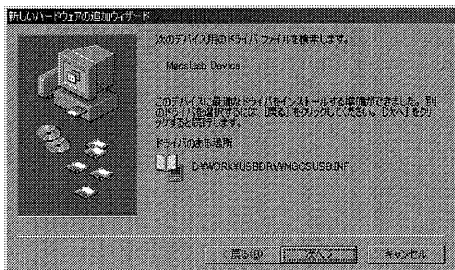 新しいハードウェアの追加ウィザード
次のデバイス用のドライバ ファイルを検索します。
Mecslab Device
このデバイスに最適なドライバをインストールする準備ができました。別
のドライバを選択するには、[戻る] をクリックしてください。[次へ] をクリ
ックすると続行します。
ドライバのある場所
D:¥WORK¥USBDRV¥MGCSUSB.INF
< 戻る(B)
次へ >
キャンセル